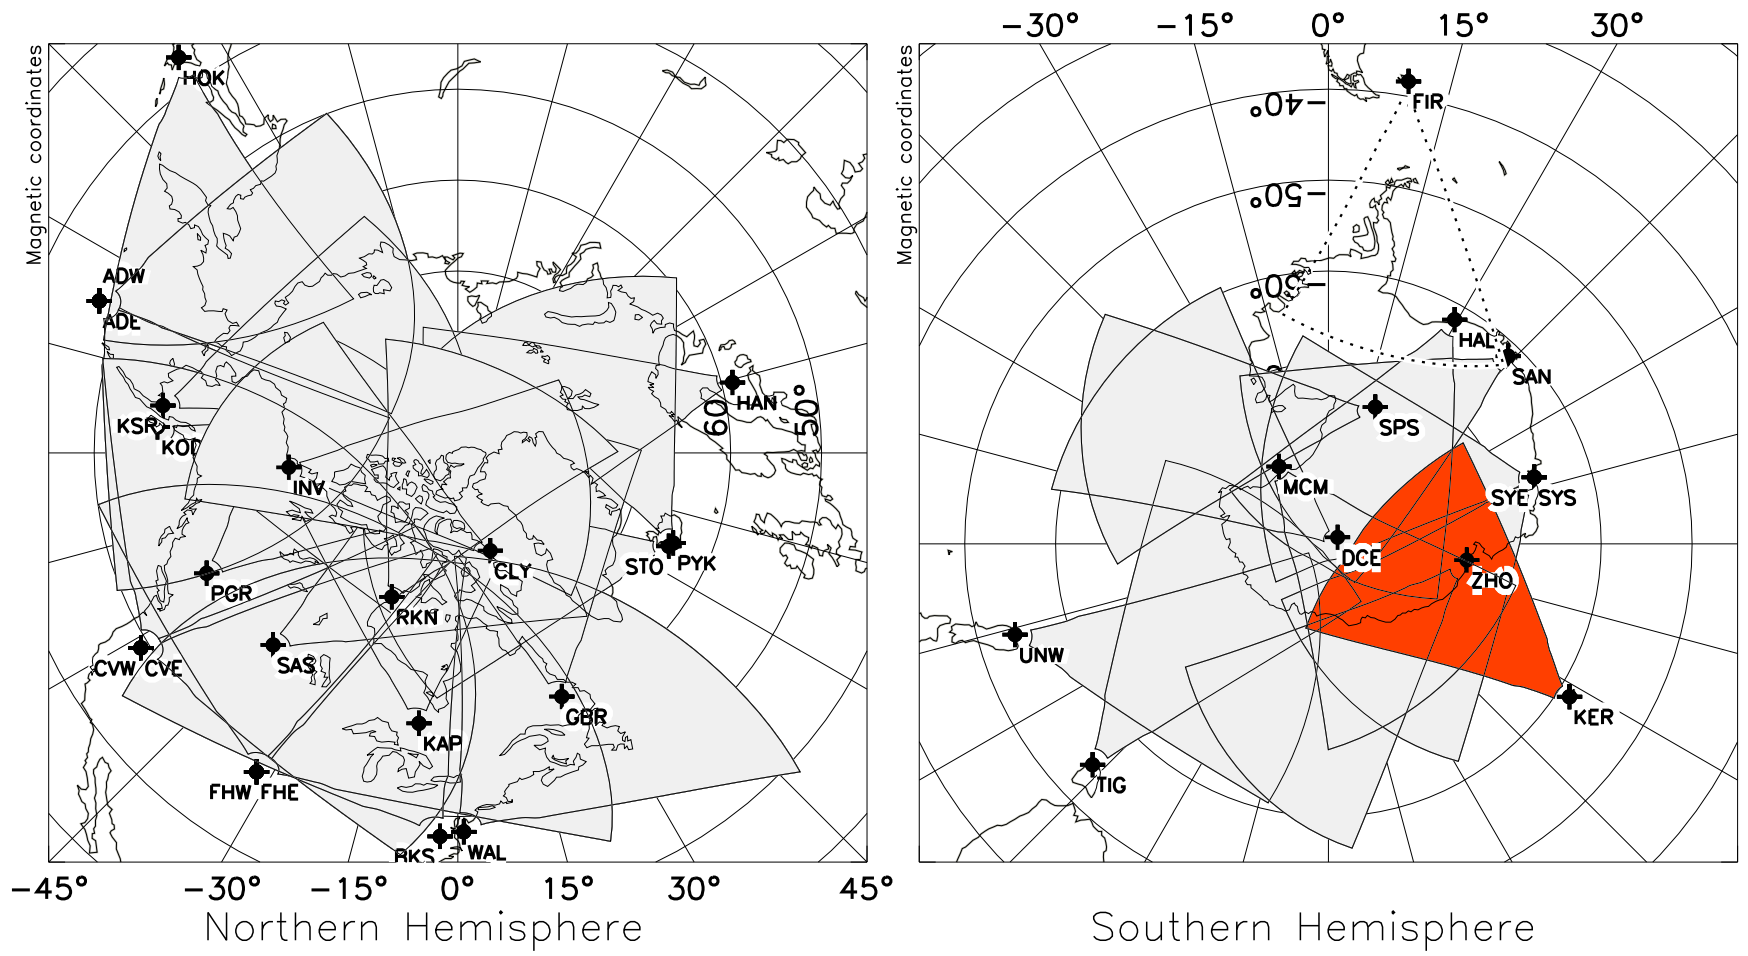 −30° −15° 0° 15° 30°
Magnetic coordinates
HOK
ADW
ADE
KSR
KOD
INV
HAN
60
50°
STO PYK
CLY
PGR
RKN
CVW CVE
SAS
GBR
KAP
FHW FHE
BKS WAL
−45° −30° −15° 0° 15° 30° 45°
Northern Hemisphere
Magnetic coordinates
FIR
−40°
−50°
HAL
SAN
SPS
MCM
SYE SYS
DCE
ZHO
UNW
KER
TIG
Southern Hemisphere